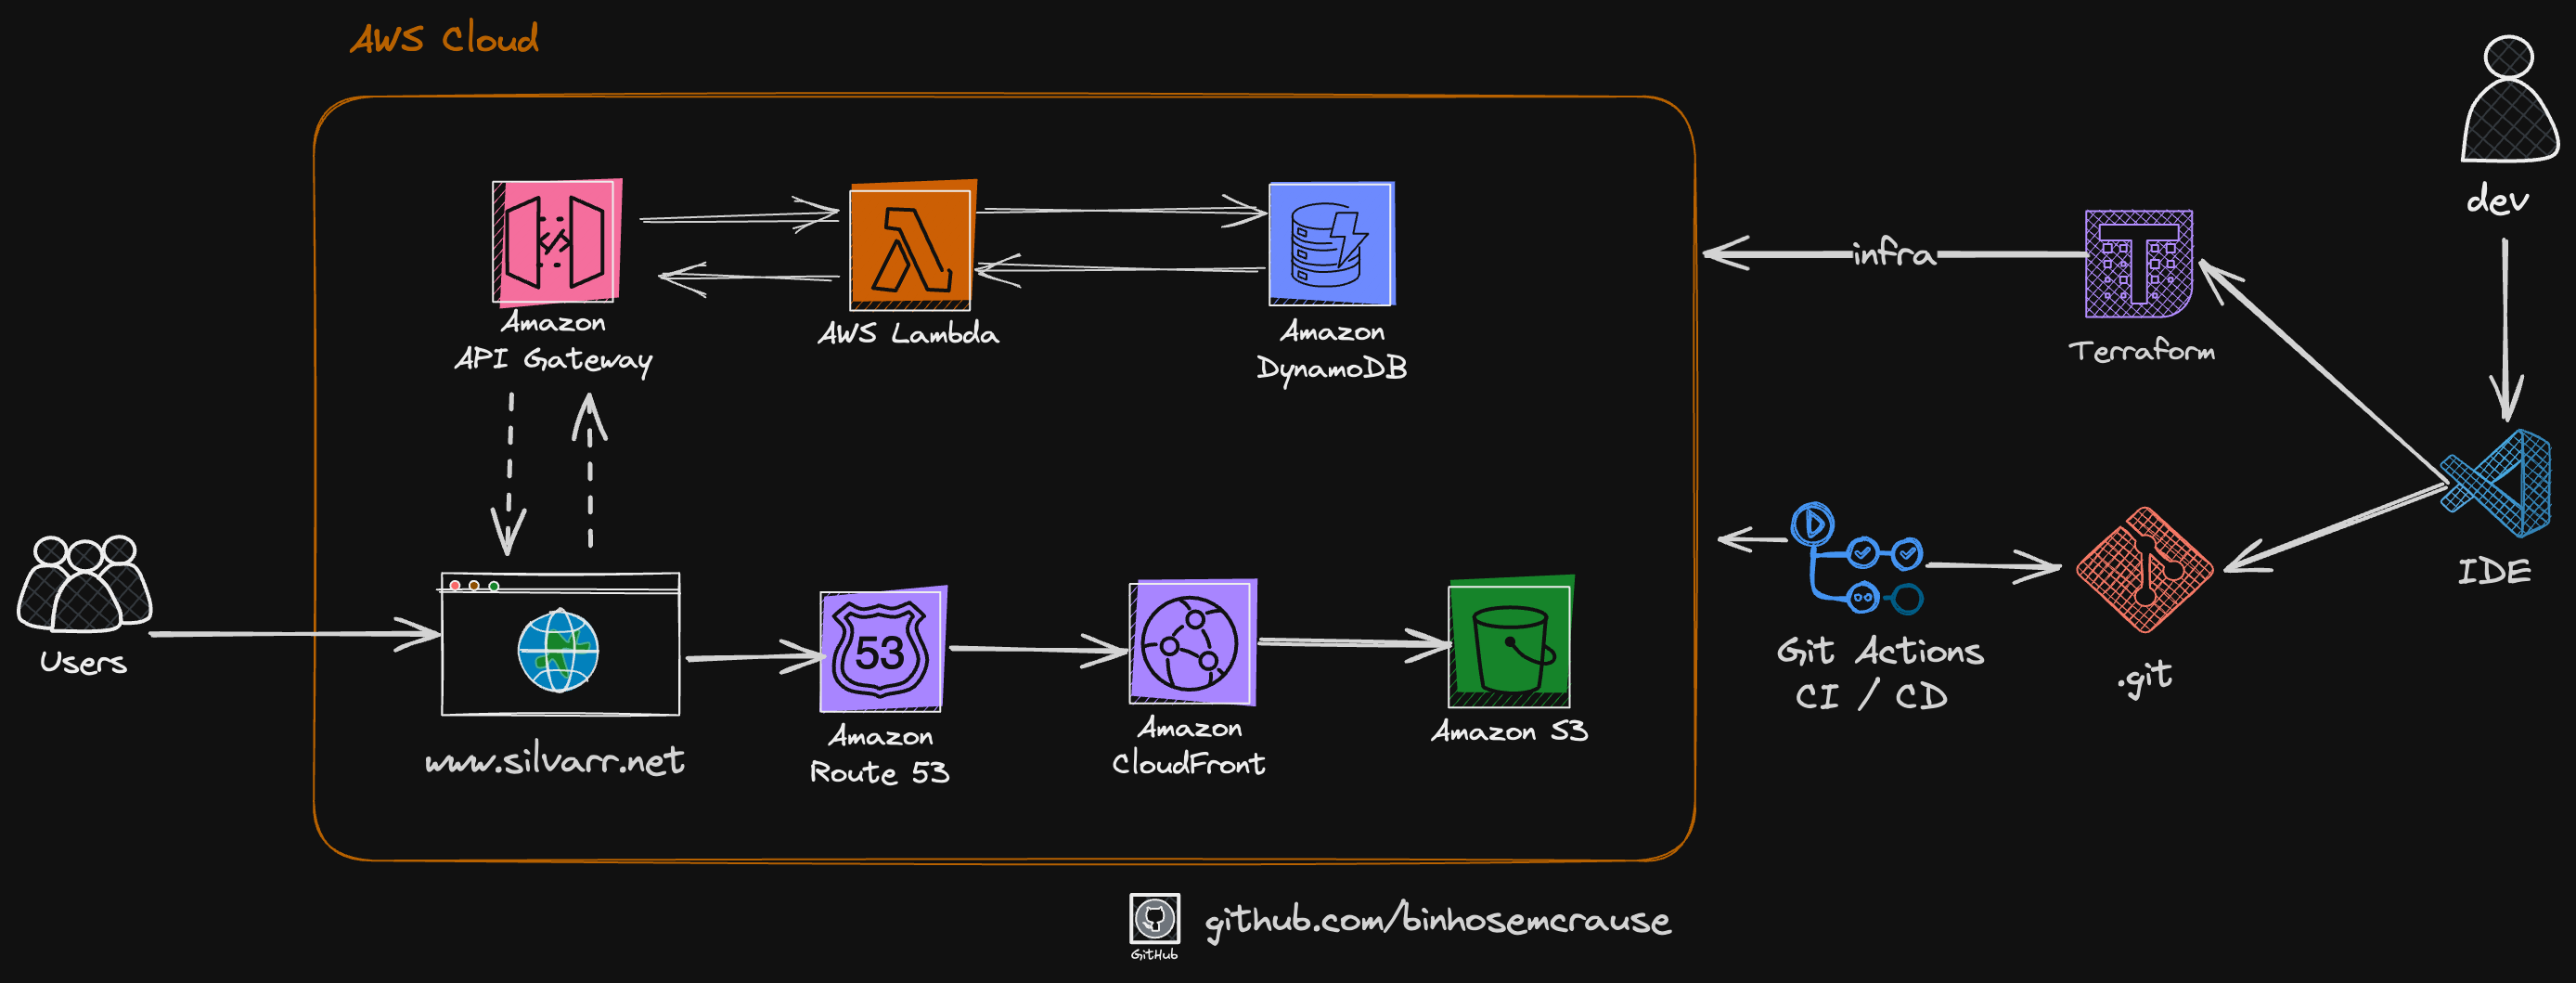 AWS Cloud
dev
infra
Amazon
API Gateway
AWS Lambda
Amazon
DynamoDB
Terraform
Users
www.silvarr.net
53
Amazon
Route 53
Amazon
CloudFront
Amazon S3
Git Actions
CI / CD
.git
IDE
GitHub
github.com/binhosemcrause